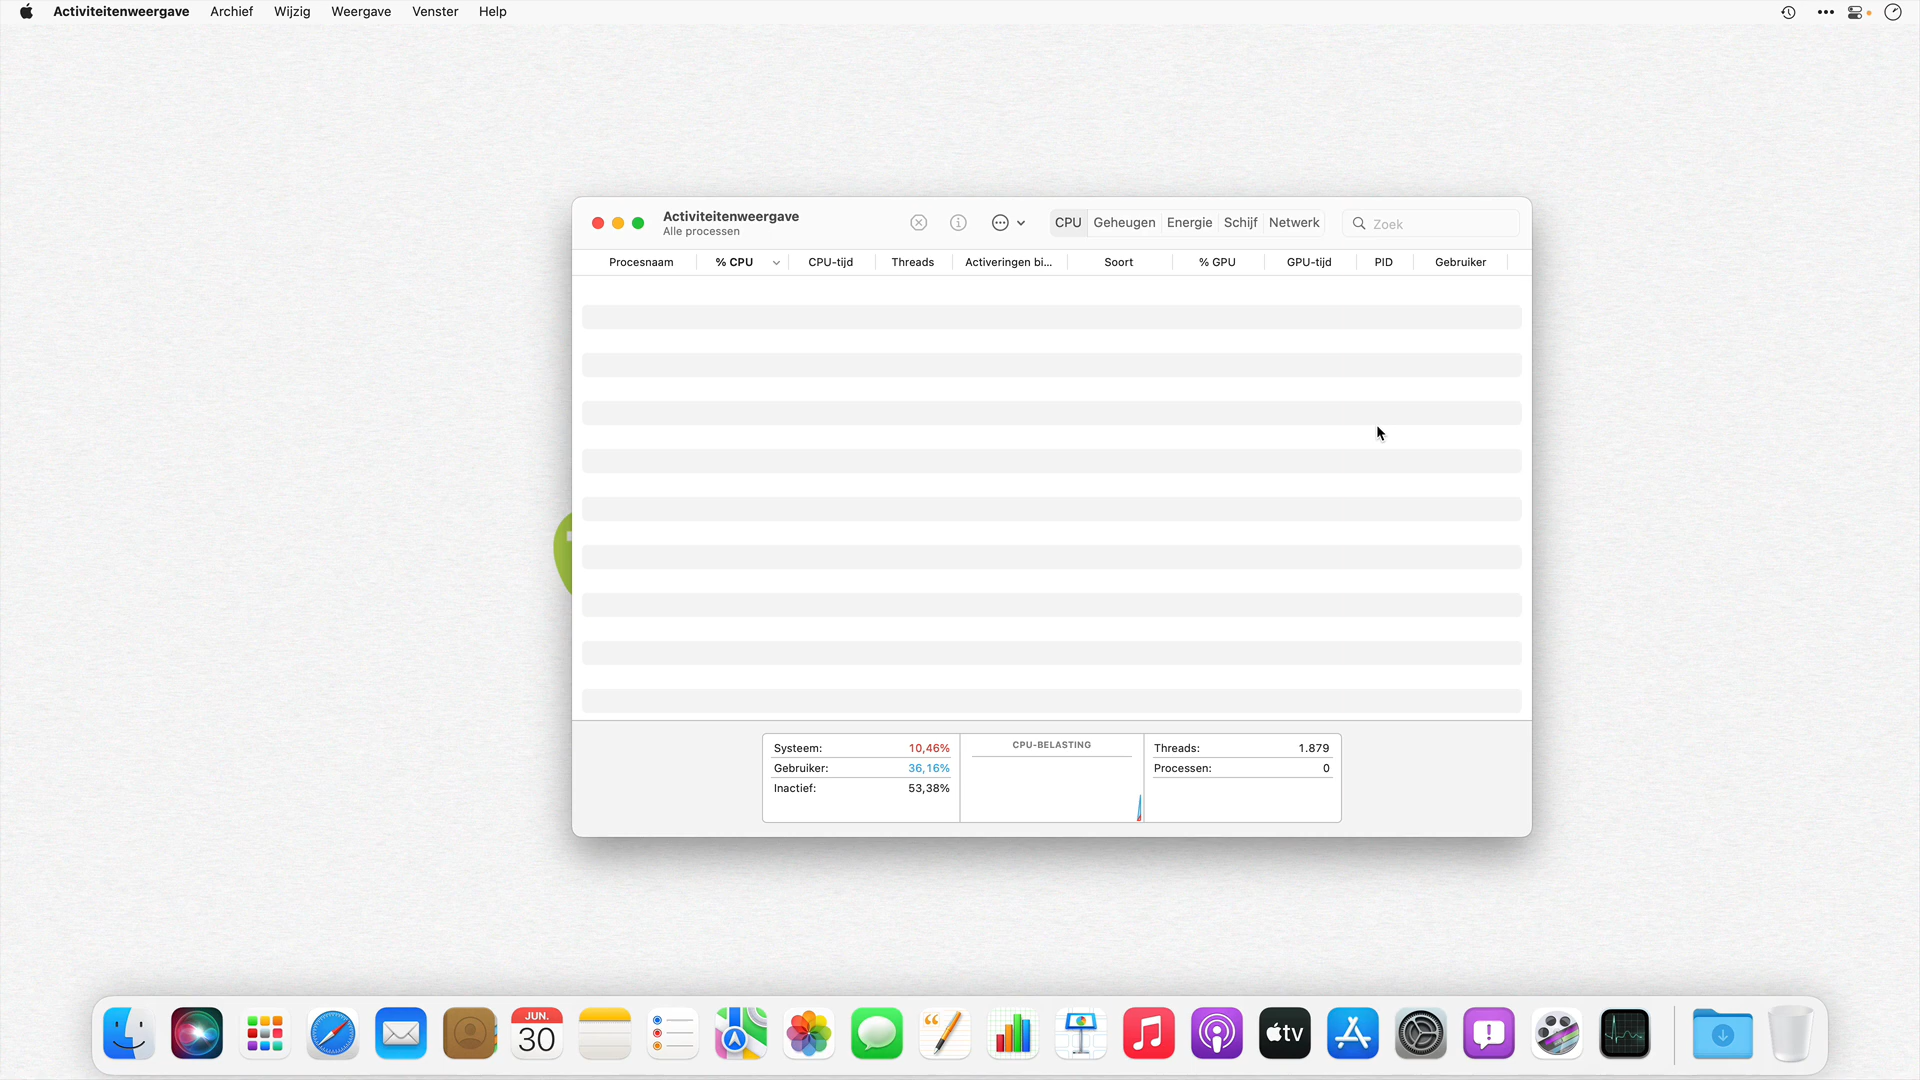 Activiteitenweergave Archief Wijzig Weergave Venster Help
Activiteitenweergave
Alle processen
CPU Geheugen Energie Schijf Netwerk Zoek
Procesnaam % CPU CPU-tijd Threads Activeringen bi... Soort % GPU GPU-tijd PID Gebruiker
Systeem: 10,46%
Gebruiker: 36,16%
Inactief: 53,38%
CPU-BELASTING
Threads: 1.879
Processen: 0
JUN.
30
tv